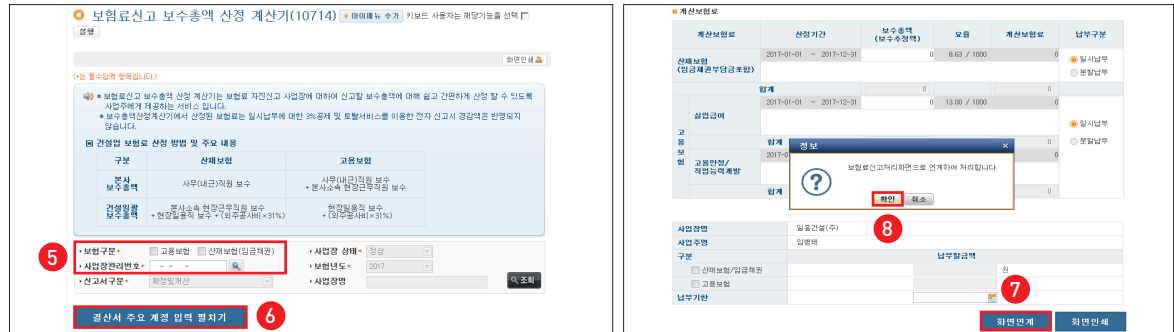 보험료신고 보수총액 산정 계산기(10714) +마이메뉴 추가 키보드 사용자는 해당기능을 선택
실행
화면인쇄
(*는 필수입력 항목입니다.)
● 보험료신고 보수총액 산정 계산기는 보험료 자진신고 사업장에 대하여 신고할 보수총액에 대해 쉽고 간편하게 산정 할 수 있도록
사업주에게 제공하는 서비스 입니다.
● 보수총액산정계산기에서 산정된 보험료는 일시납부에 대한 3%공제 및 토탈서비스를 이용한 전자 신고시 경감액은 반영되지
않습니다.
건설업 보험료 산정 방법 및 주요 내용
구분 산재보험 고용보험
본사
보수총액
사무(내근)직원 보수
사무(내근)직원 보수
+ 본사소속 현장근무직원 보수
건설일괄
보수총액
본사소속 현장근무직원 보수
+ 현장일용직 보수 + (외주공사비×31%)
현장일용직 보수
+ (외주공사비×31%)
5
보험구분* 고용보험 산재보험(임금채권) 사업장 상태* 정상
사업장관리번호* - - - 보험년도* 2017
신고서구분* 확정및개산 사업장명 조회
결산서 주요 계정 입력 펼치기
6
계산보험료
계산보험료 산정기간 보수총액
(보수추정액) 요율 계산보험료 납부구분
산재보험
(임금채권부담금포함)
2017-01-01 ~ 2017-12-31 0 8.63 / 1000 0
일시납부
분할납부
합계 0 0
고용보험
실업급여
2017-01-01 ~ 2017-12-31 0 13.00 / 1000 0
일시납부
분할납부
합계
고용안정/
직업능력개발
2017-0
합계 0
정보 ×
보험료신고처리화면으로 연계하여 처리합니다.
확인 취소
8
사업장명 일흥건설(주)
사업주명 임병태
구분 납부할금액
산재보험/임금채권 원
고용보험
7
납부기한
화면연계 화면인쇄